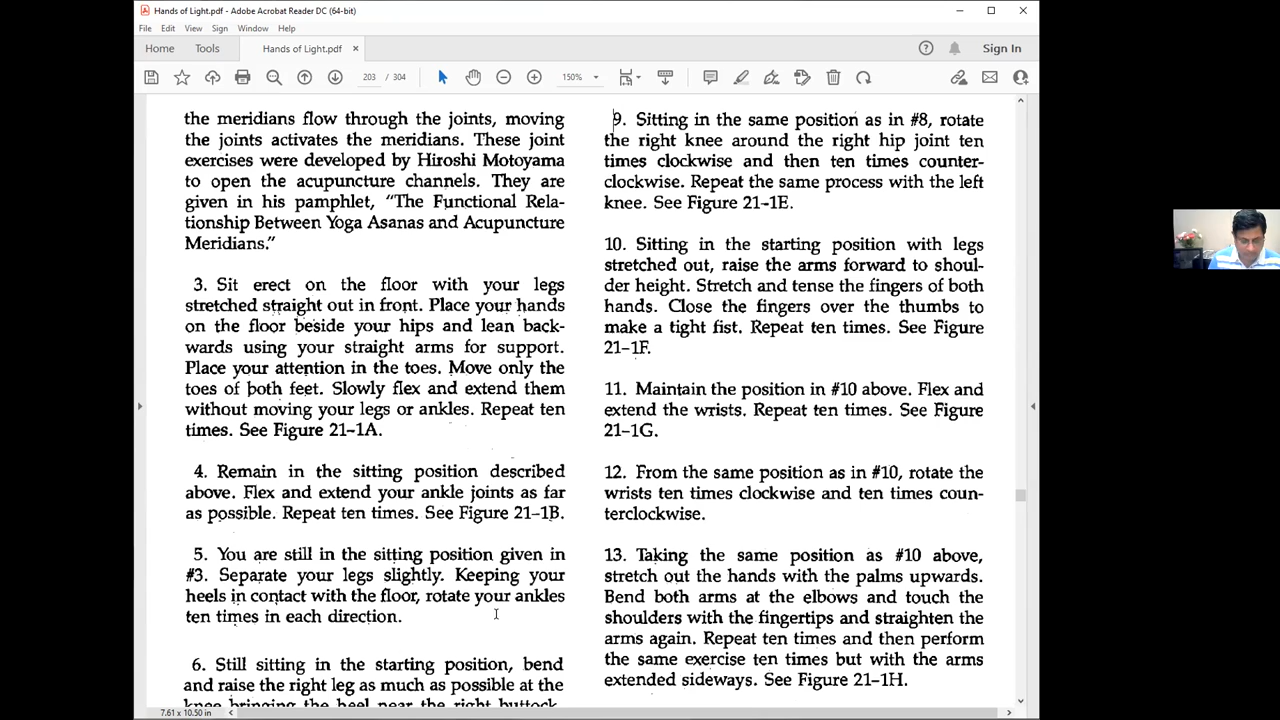 Hands of Light.pdf - Adobe Acrobat Reader DC (64-bit)
File Edit View Sign Window Help
Home Tools Hands of Light.pdf × Sign In
203 / 304 150%
the meridians flow through the joints, moving
the joints activates the meridians. These joint
exercises were developed by Hiroshi Motoyama
to open the acupuncture channels. They are
given in his pamphlet, “The Functional Rela-
tionship Between Yoga Asanas and Acupuncture
Meridians.”
3. Sit erect on the floor with your legs
stretched straight out in front. Place your hands
on the floor beside your hips and lean back-
wards using your straight arms for support.
Place your attention in the toes. Move only the
toes of both feet. Slowly flex and extend them
without moving your legs or ankles. Repeat ten
times. See Figure 21–1A.
4. Remain in the sitting position described
above. Flex and extend your ankle joints as far
as possible. Repeat ten times. See Figure 21–1B.
5. You are still in the sitting position given in
#3. Separate your legs slightly. Keeping your
heels in contact with the floor, rotate your ankles
ten times in each direction.
6. Still sitting in the starting position, bend
and raise the right leg as much as possible at the
knee bringing the heel near the right buttock.
9. Sitting in the same position as in #8, rotate
the right knee around the right hip joint ten
times clockwise and then ten times counter-
clockwise. Repeat the same process with the left
knee. See Figure 21–1E.
10. Sitting in the starting position with legs
stretched out, raise the arms forward to shoul-
der height. Stretch and tense the fingers of both
hands. Close the fingers over the thumbs to
make a tight fist. Repeat ten times. See Figure
21–1F.
11. Maintain the position in #10 above. Flex and
extend the wrists. Repeat ten times. See Figure
21–1G.
12. From the same position as in #10, rotate the
wrists ten times clockwise and ten times coun-
terclockwise.
13. Taking the same position as #10 above,
stretch out the hands with the palms upwards.
Bend both arms at the elbows and touch the
shoulders with the fingertips and straighten the
arms again. Repeat ten times and then perform
the same exercise ten times but with the arms
extended sideways. See Figure 21–1H.
7.61 x 10.50 in